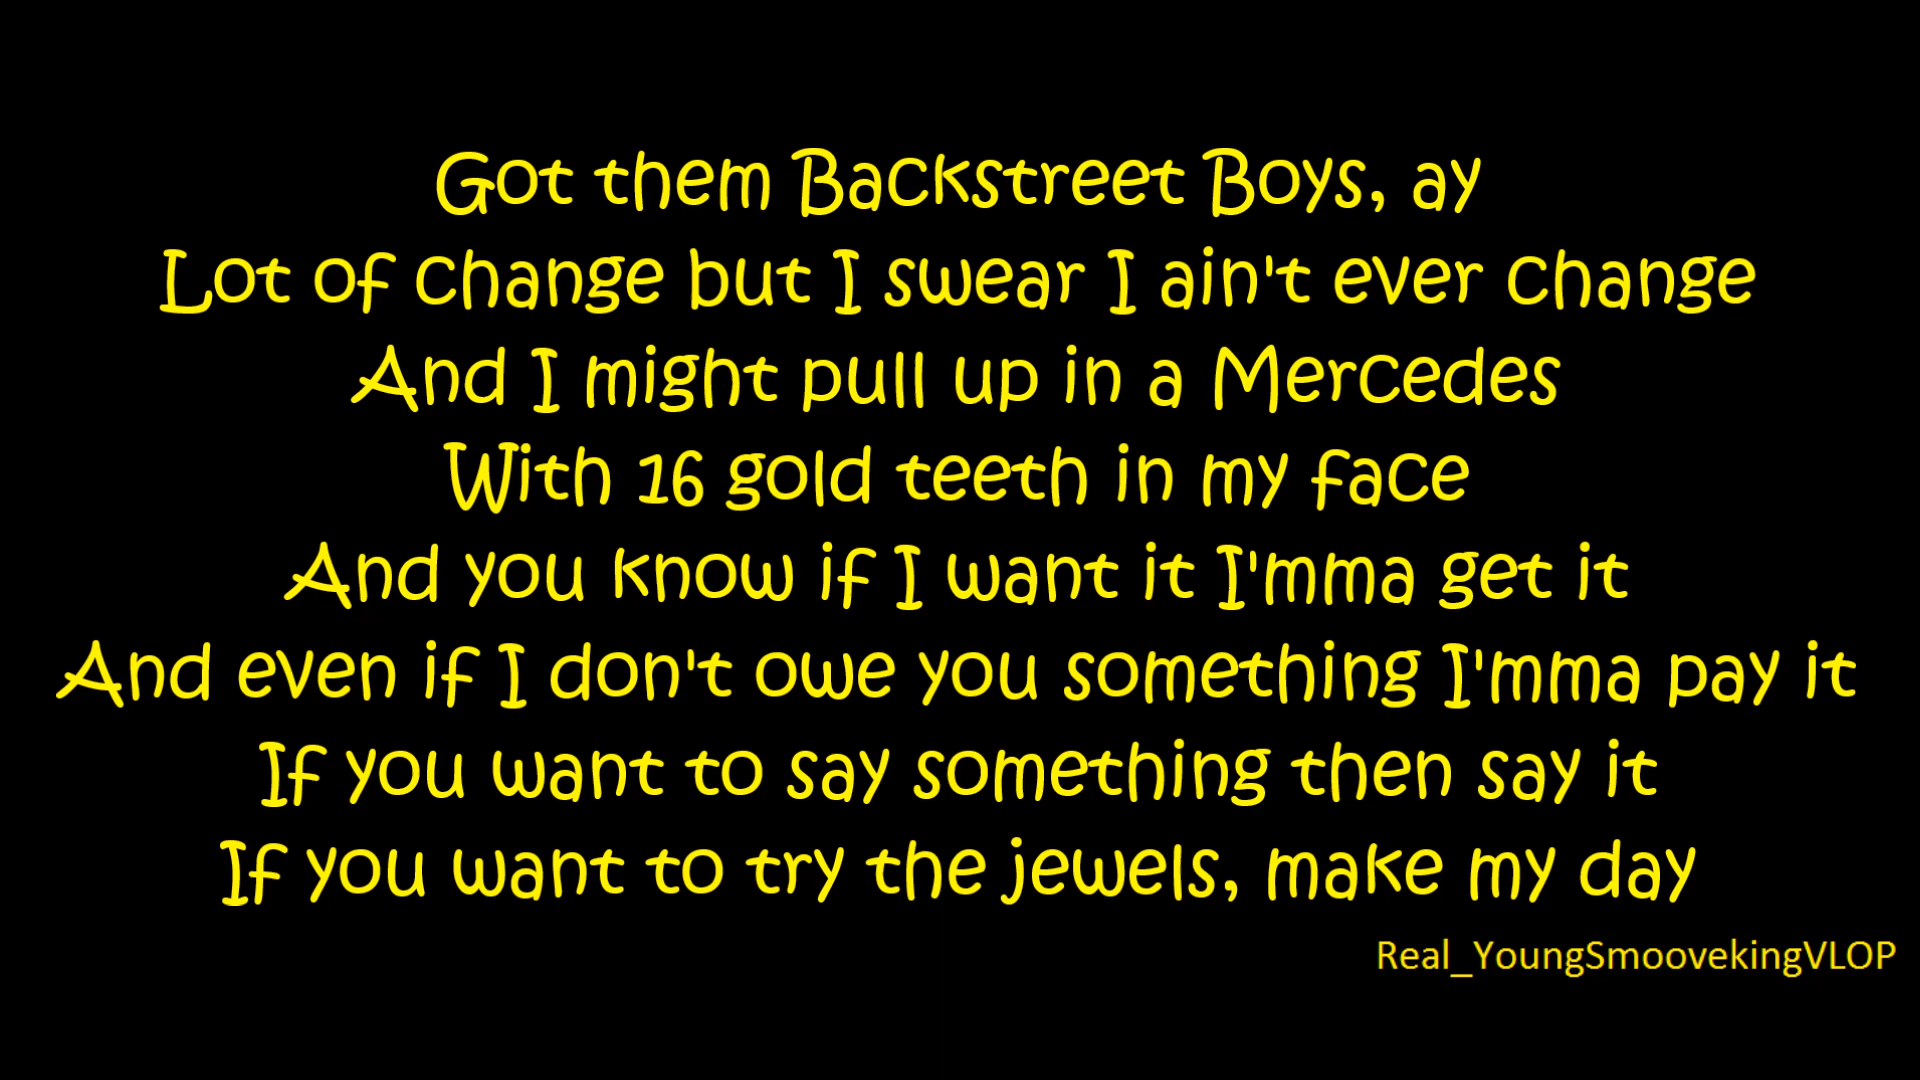 Got them Backstreet Boys, ay
Lot of change but I swear I ain't ever change
And I might pull up in a Mercedes
With 16 gold teeth in my face
And you know if I want it I'mma get it
And even if I don't owe you something I'mma pay it
If you want to say something then say it
If you want to try the jewels, make my day
Real_YoungSmoovekingVLOP